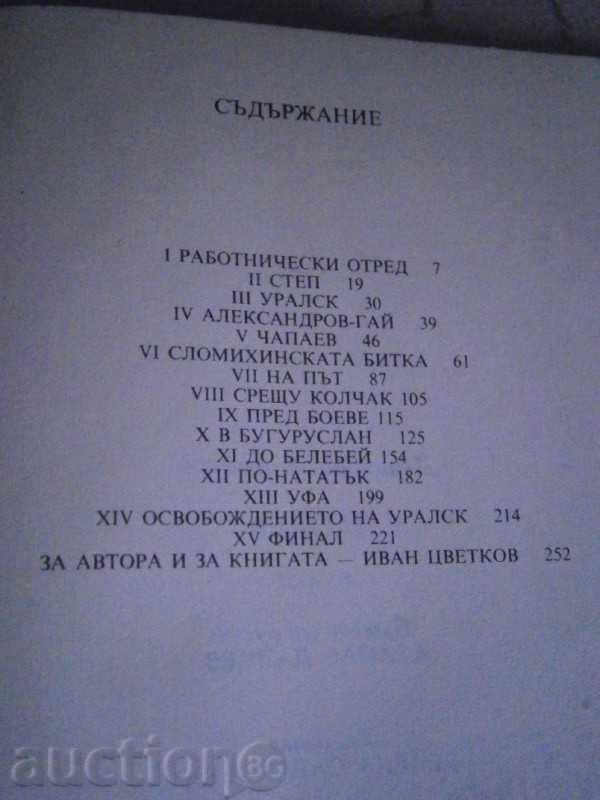 СЪДЪРЖАНИЕ
I РАБОТНИЧЕСКИ ОТРЕД 7
II СТЕП 19
III УРАЛСК 30
IV АЛЕКСАНДРОВ-ГАЙ 39
V ЧАПАЕВ 46
VI СЛОМИХИНСКАТА БИТКА 61
VII НА ПЪТ 87
VIII СРЕЩУ КОЛЧАК 105
IX ПРЕД БОЕВЕ 115
X В БУГУРУСЛАН 125
XI ДО БЕЛЕБЕЙ 154
XII ПО-НАТАТЪК 182
XIII УФА 199
XIV ОСВОБОЖДЕНИЕТО НА УРАЛСК 214
XV ФИНАЛ 221
ЗА АВТОРА И ЗА КНИГАТА — ИВАН ЦВЕТКОВ 252
auction BG